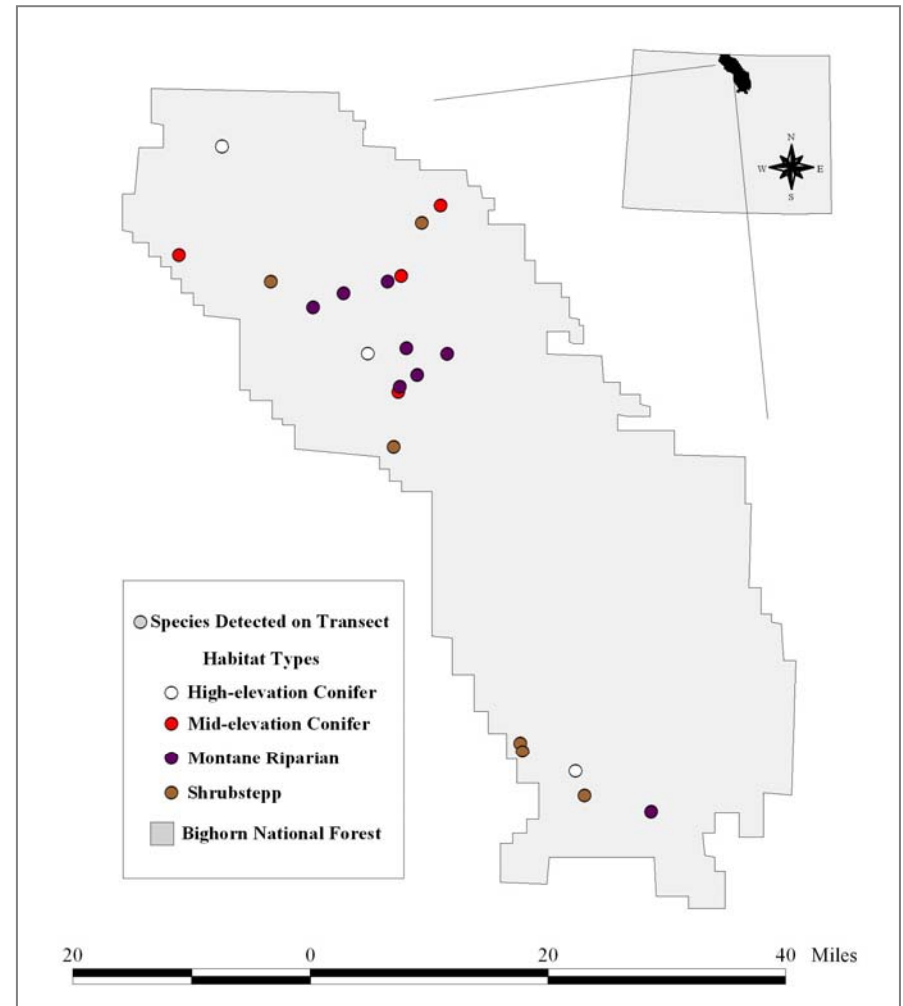 N
W E
S
Species Detected on Transect
Habitat Types
High-elevation Conifer
Mid-elevation Conifer
Montane Riparian
Shrubstepp
Bighorn National Forest
20 0 20 40 Miles